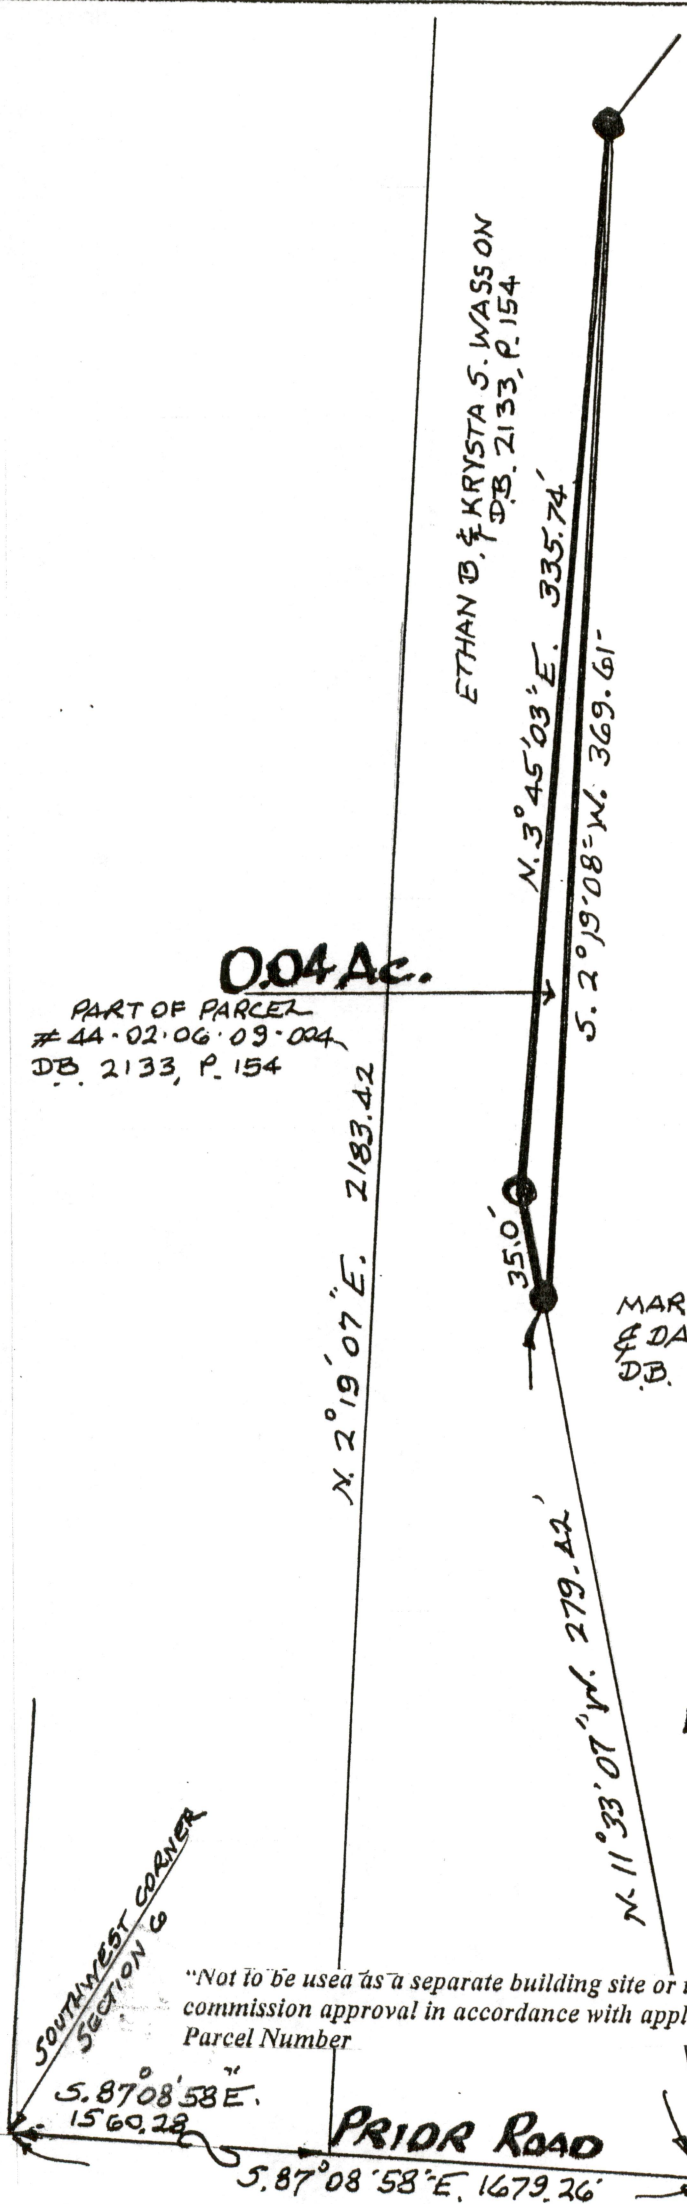 ETHAN B. & KRYSTA S. WASSON
D.B. 2133, P. 154
N. 3° 45' 03" E. 335.74'
S. 2° 19' 08" W. 369.61'
0.04 Ac.
PART OF PARCEL
# 44-02-06-09-004
D.B. 2133, P. 154
N. 2° 19' 07" E. 2183.42
35.0'
MAR
& DA
D.B.
N. 11° 33' 07" W. 279.42'
SOUTHWEST CORNER
SECTION 6
"Not to be used as a separate building site or
commission approval in accordance with appl
Parcel Number
S. 87° 08' 58" E.
1560.28
PRIOR ROAD
S. 87° 08' 58" E. 1679.26'